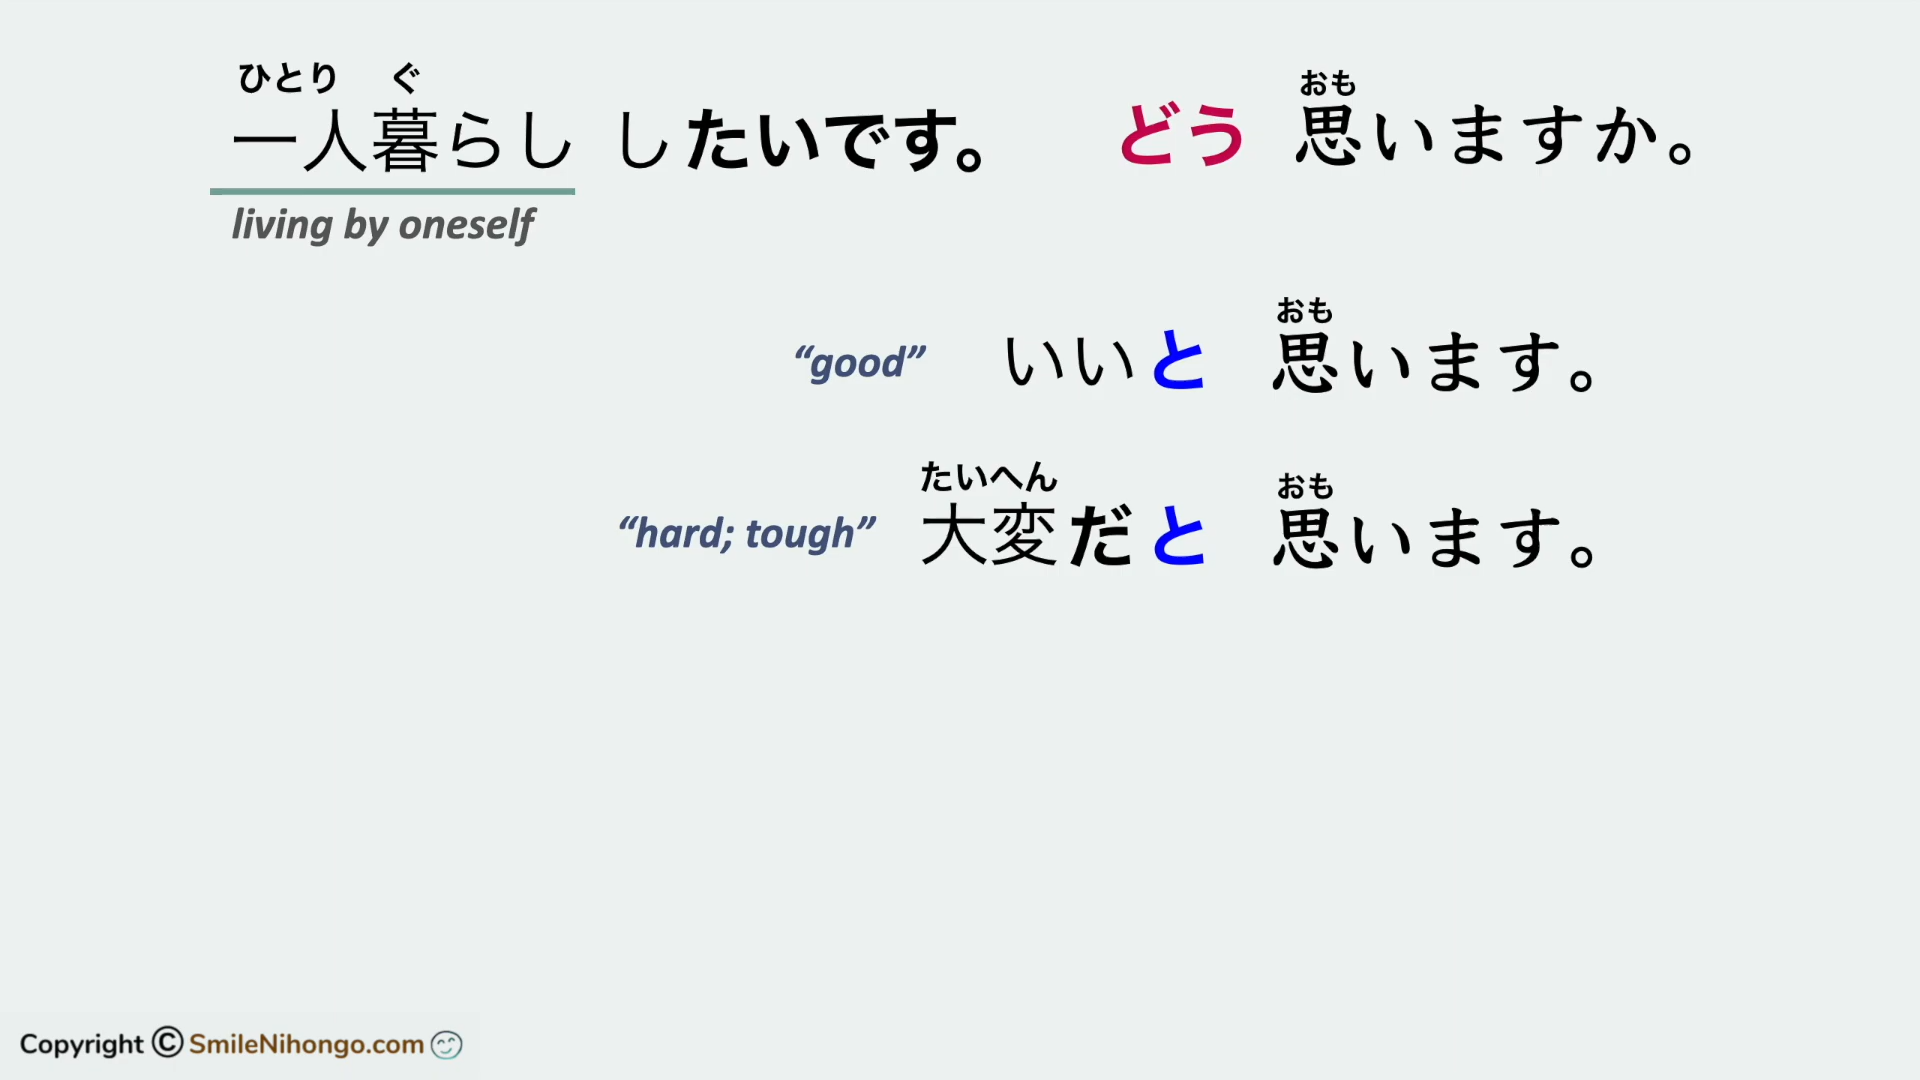 ひとり ぐ おも
一人暮らし したいです。 どう 思いますか。
living by oneself
おも
“good” いいと 思います。
たいへん おも
“hard; tough” 大変だと 思います。
Copyright © SmileNihongo.com